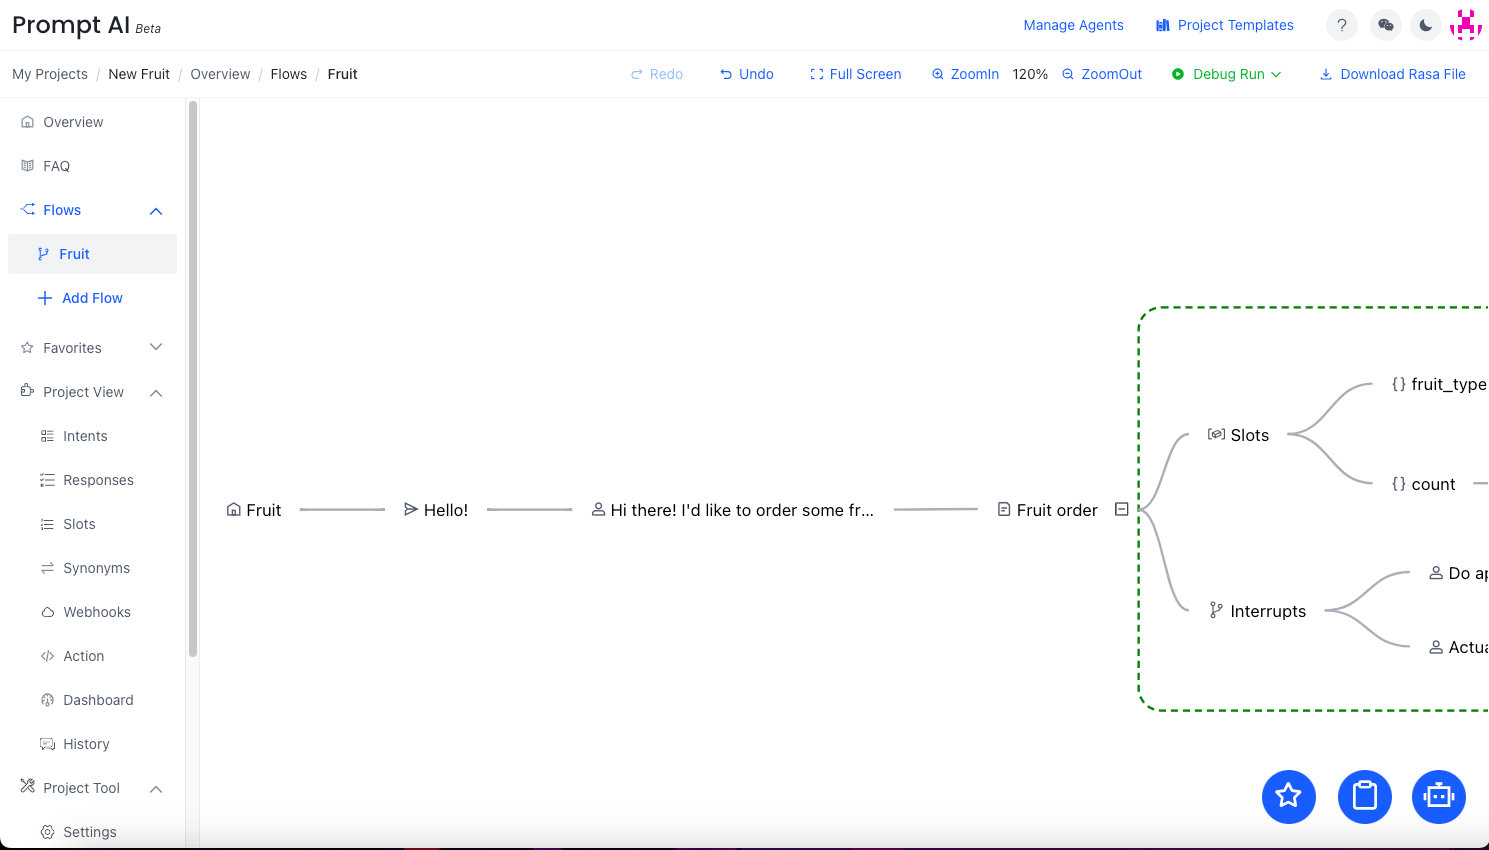 Prompt AI Beta
Manage Agents
Project Templates
My Projects / New Fruit / Overview / Flows / Fruit
Redo
Undo
Full Screen
ZoomIn
120%
ZoomOut
Debug Run
Download Rasa File
Overview
FAQ
Flows
Fruit
Add Flow
Favorites
Project View
Intents
Responses
Slots
Synonyms
Webhooks
Action
Dashboard
History
Project Tool
Settings
Fruit
Hello!
Hi there! I'd like to order some fr...
Fruit order
Slots
{} fruit_type
{} count
Interrupts
Do ap
Actua